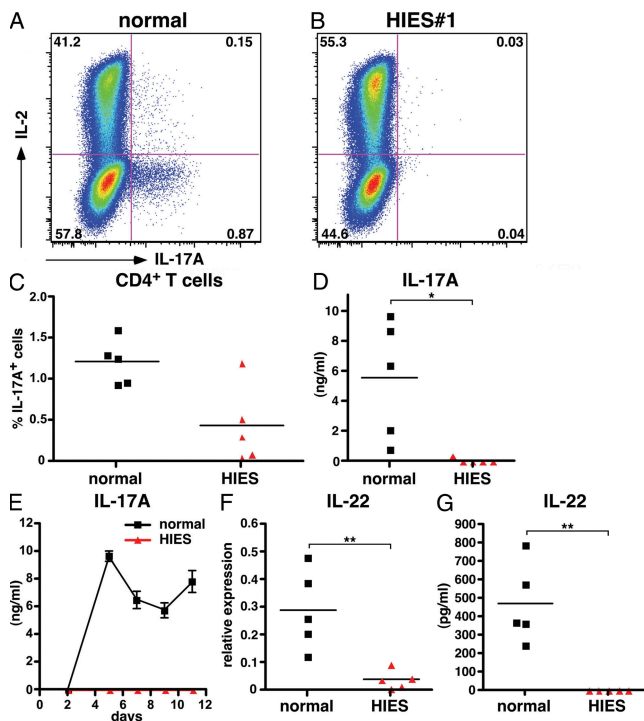 A normal B HIES#1
41.2 0.15 55.3 0.03
IL-2
57.8 0.87 44.6 0.04
IL-17A
C CD4+ T cells D IL-17A
% IL-17A+ cells
2.0
1.5
1.0
0.5
0
normal HIES
(ng/ml)
10
8
6
4
2
0
*
normal HIES
E IL-17A F IL-22 G IL-22
(ng/ml)
12
10
8
6
4
2
0
normal
HIES
0 2 4 6 8 10 12
days
relative expression
0.6
0.5
0.4
0.3
0.2
0.1
0
**
normal HIES
(pg/ml)
900
800
700
600
500
400
300
200
100
0
**
normal HIES